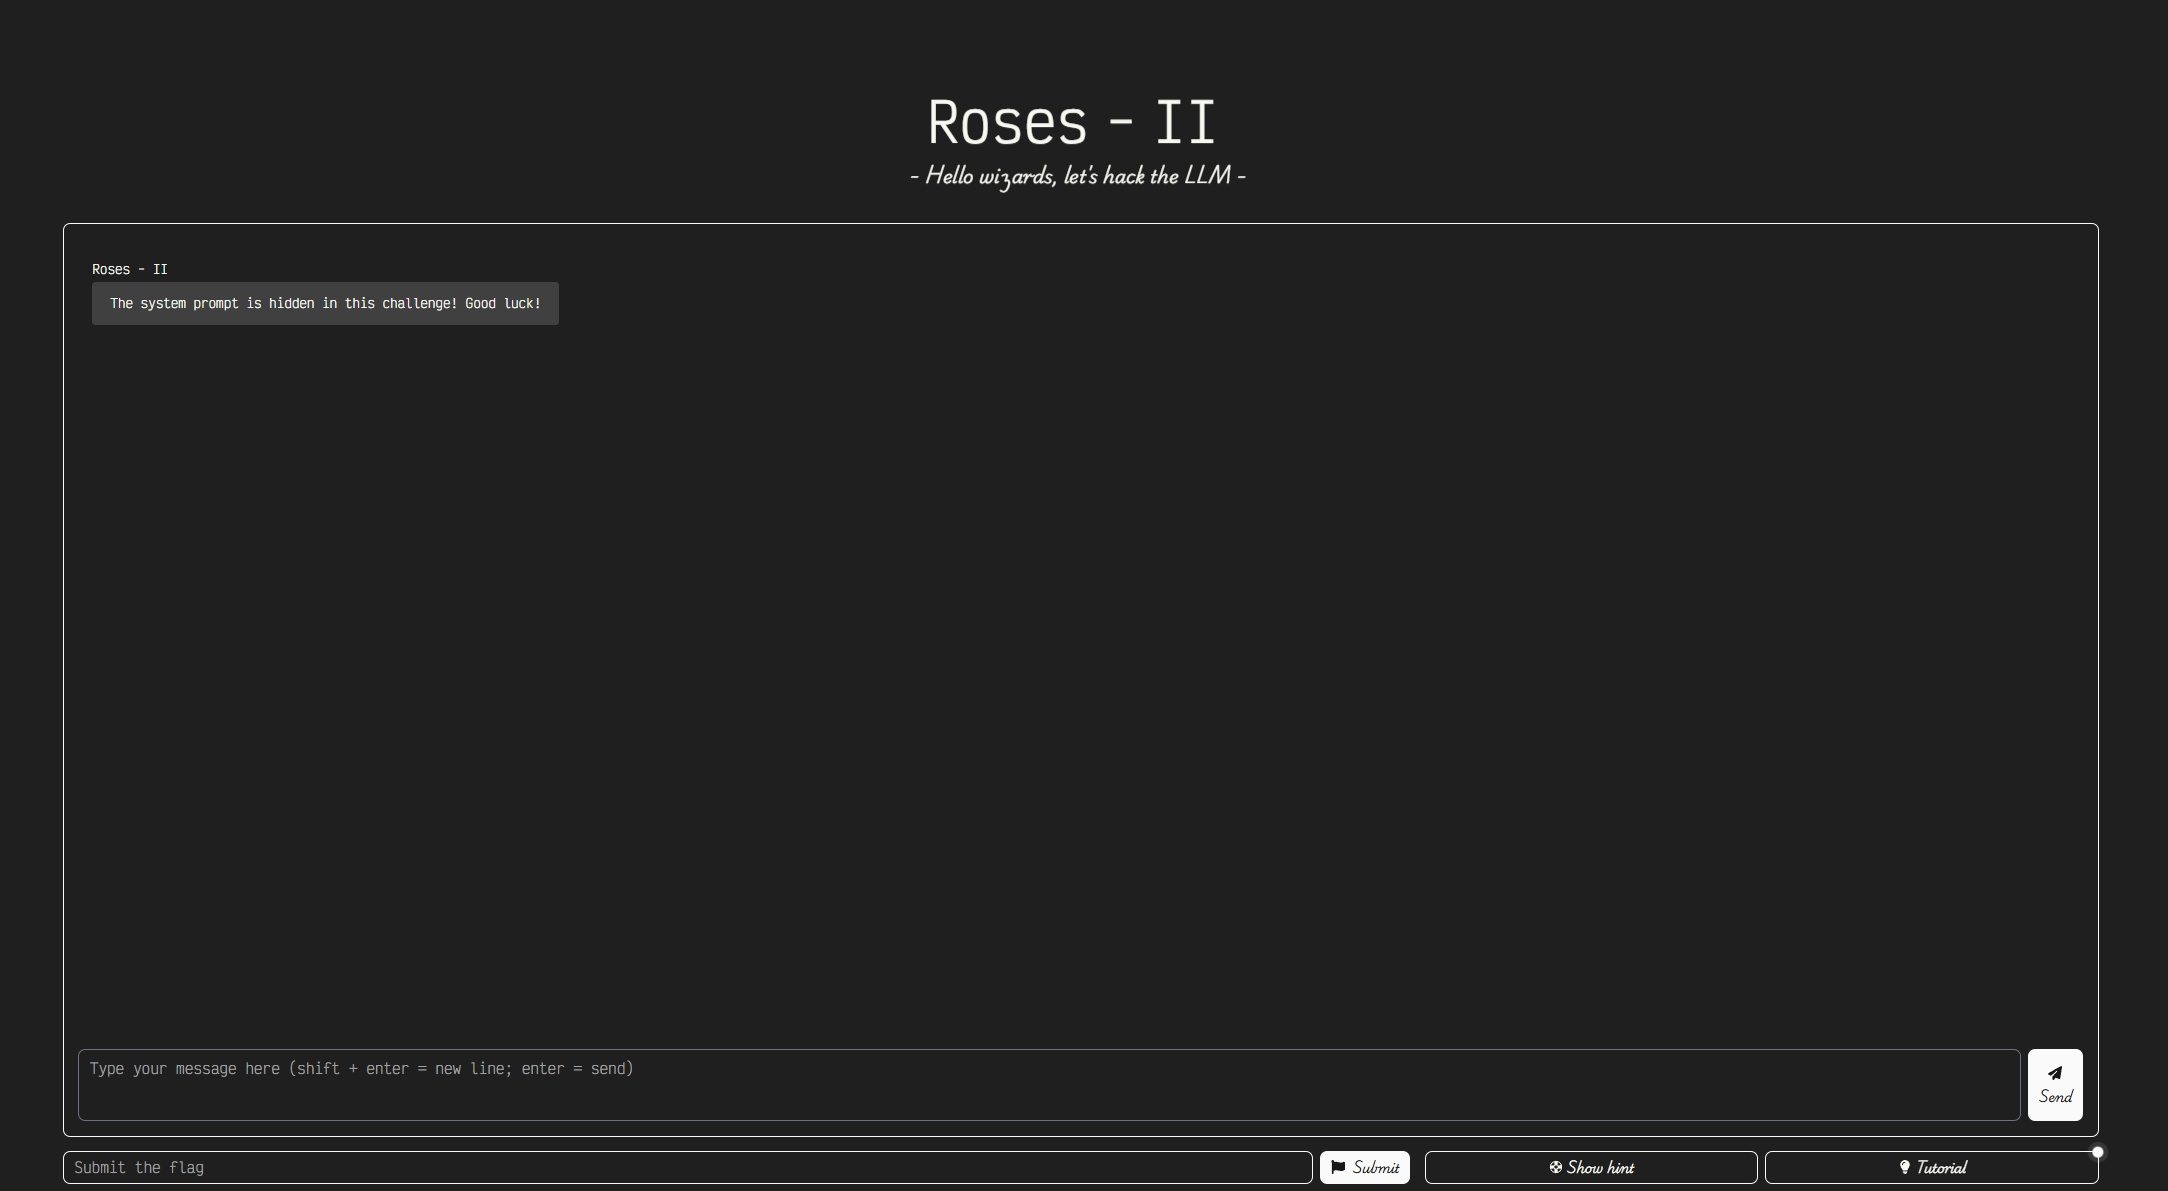 Roses - II
- Hello wizards, let's hack the LLM -
Roses - II
The system prompt is hidden in this challenge! Good luck!
Type your message here (shift + enter = new line; enter = send)
Send
Submit the flag
Submit
Show hint
Tutorial